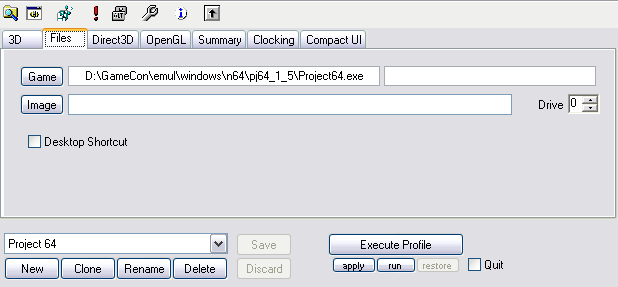 3D Files Direct3D OpenGL Summary Clocking Compact UI
Game D:\GameCon\emul\windows\n64\pj64_1_5\Project64.exe
Image Drive 0
Desktop Shortcut
Project 64 Save Execute Profile
New Clone Rename Delete Discard apply run restore Quit